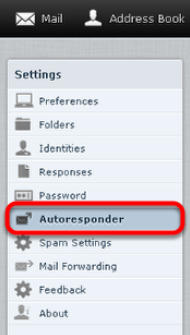 Mail Address Book
Settings
Preferences
Folders
Identities
Responses
Password
Autoresponder
Spam Settings
Mail Forwarding
Feedback
About